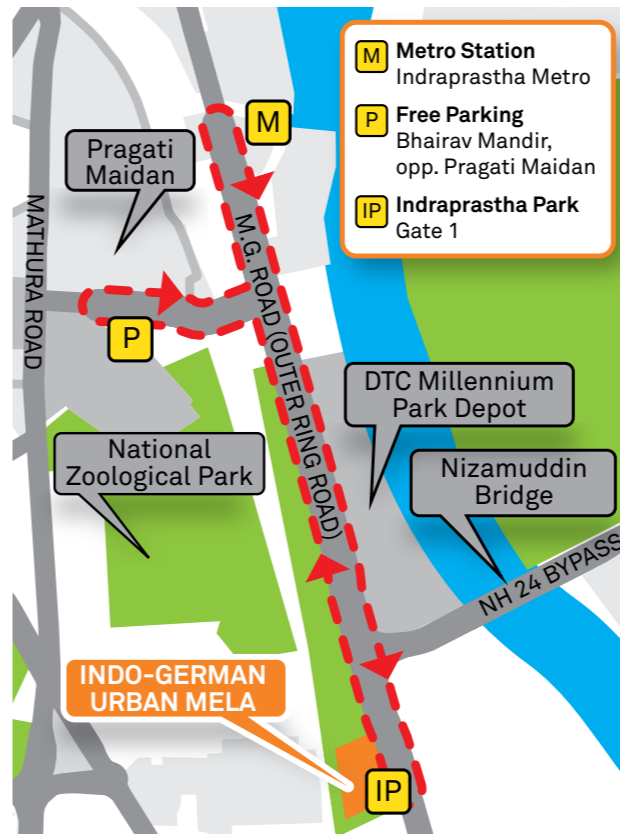 M Metro Station
Indraprastha Metro
P Free Parking
Bhairav Mandir,
opp. Pragati Maidan
IP Indraprastha Park
Gate 1
M
Pragati
Maidan
MATHURA ROAD
M.G. ROAD (OUTER RING ROAD)
P
DTC Millennium
Park Depot
National
Zoological Park
Nizamuddin
Bridge
NH 24 BYPASS
INDO-GERMAN
URBAN MELA
IP